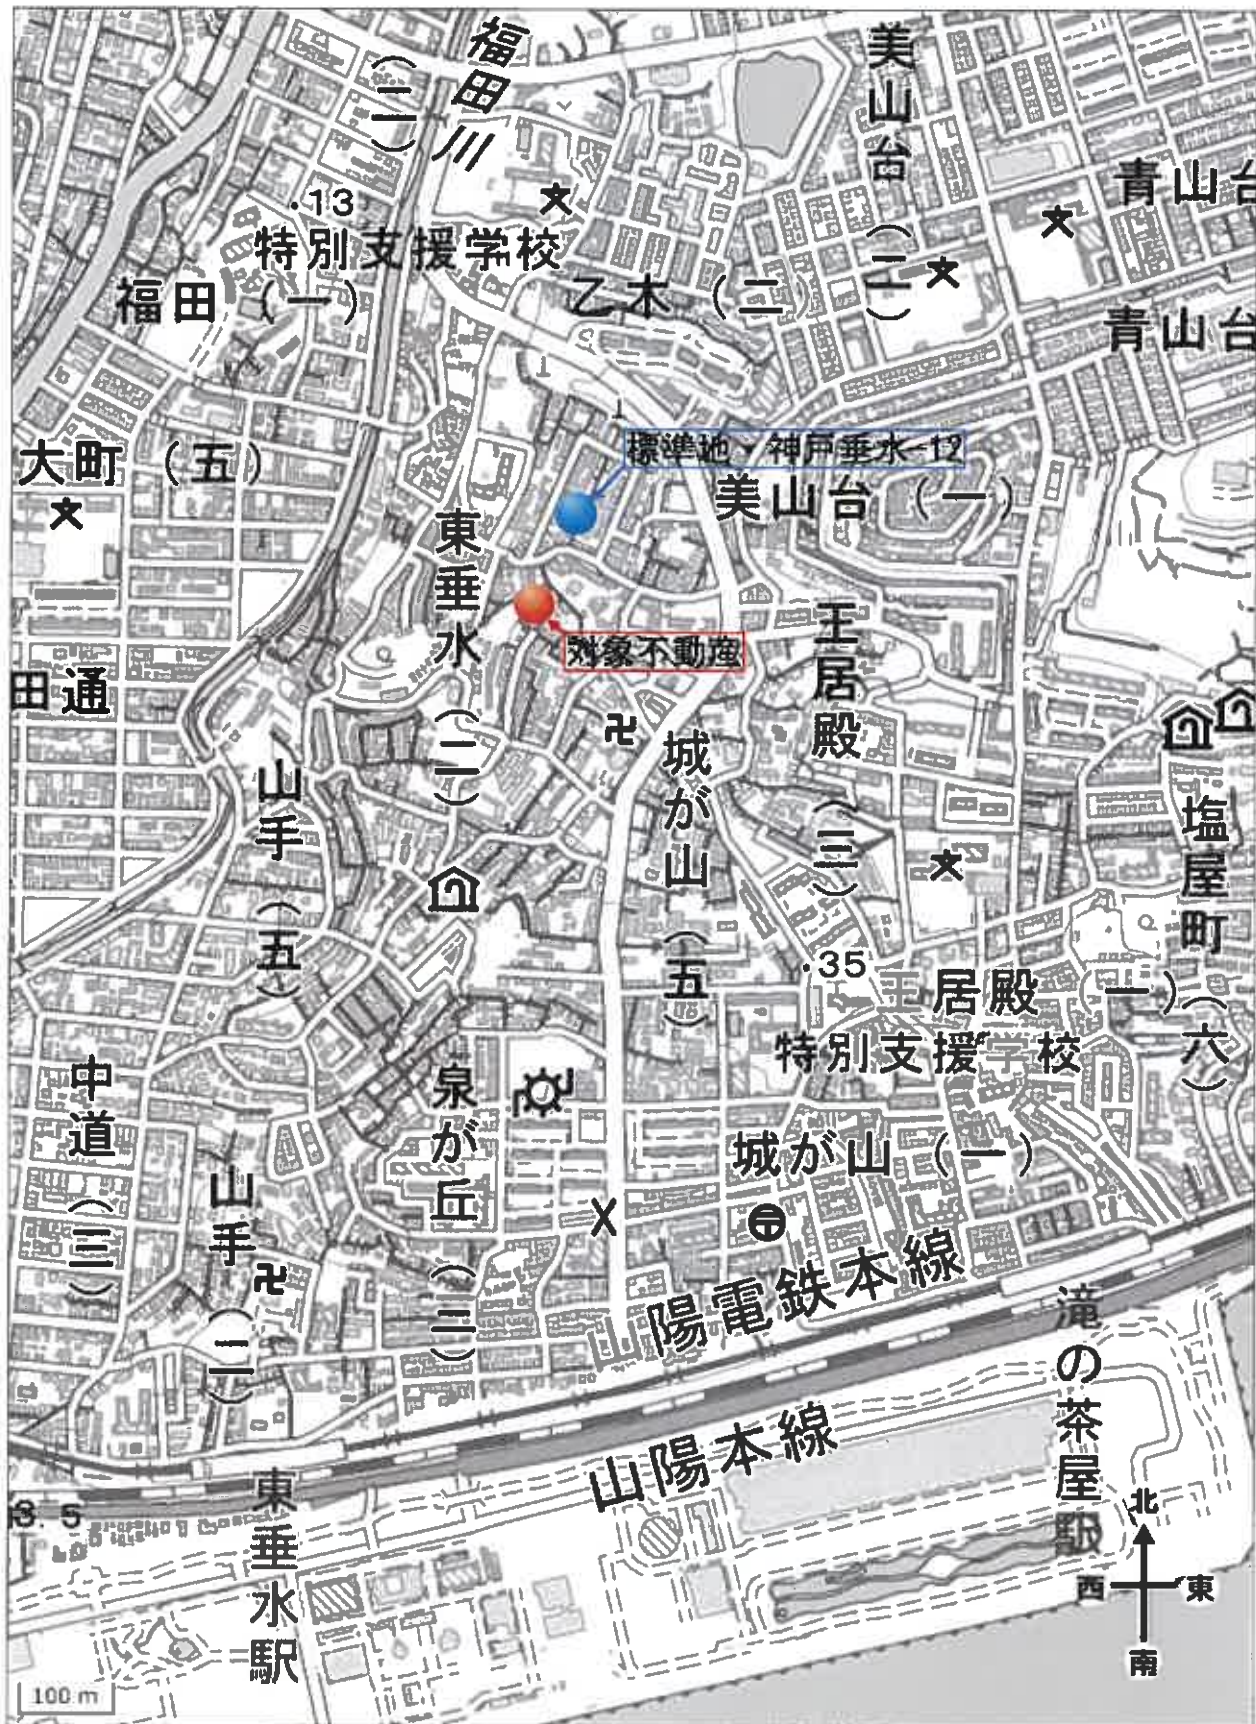 福田川
(二)
美山台(二)
青山台
・13
特別支援学校
福田(一)
乙木(二)
青山台
大町(五)
標準地・神戸垂水-12
美山台(一)
東垂水(二)
対象不動産
王居殿(三)
田通
城が山(五)
山手(五)
塩屋町(六)
・35
王居殿(一)
特別支援学校
中道(三)
泉が丘(三)
城が山(一)
山手(二)
陽電鉄本線
滝の茶屋駅
山陽本線
3.5
東垂水駅
北
西
東
南
100 m